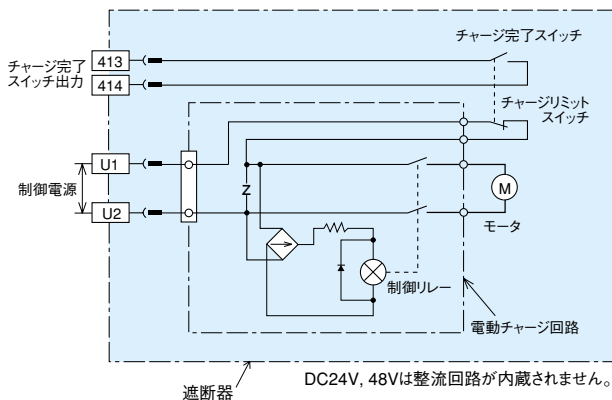 チャージ完了スイッチ
413
チャージ完了
スイッチ出力
414
チャージリミット
スイッチ
U1
制御電源
Z
M
モータ
U2
制御リレー
電動チャージ回路
遮断器
DC24V, 48Vは整流回路が内蔵されません。